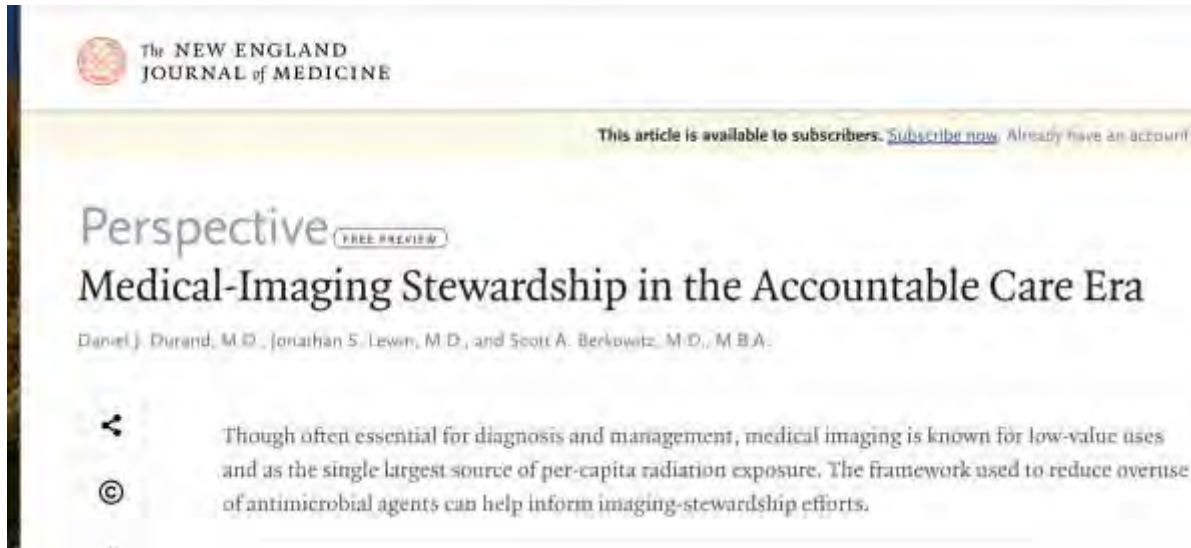 The NEW ENGLAND
JOURNAL of MEDICINE
This article is available to subscribers. Subscribe now. Already have an account
Perspective FREE PREVIEW
Medical-Imaging Stewardship in the Accountable Care Era
Daniel J. Durand, M.D., Jonathan S. Lewin, M.D., and Scott A. Berkowitz, M.D., M.B.A.
Though often essential for diagnosis and management, medical imaging is known for low-value uses
and as the single largest source of per-capita radiation exposure. The framework used to reduce overuse
of antimicrobial agents can help inform imaging-stewardship efforts.